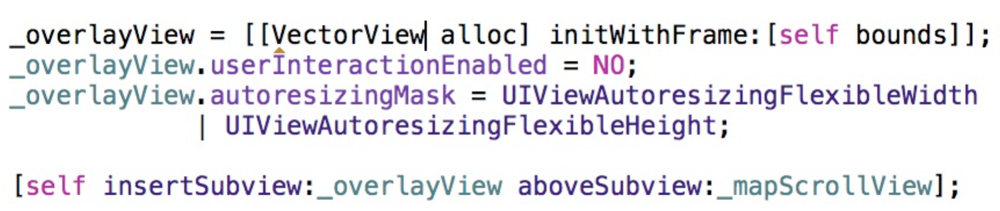 _overlayView = [[VectorView alloc] initWithFrame:[self bounds]];
_overlayView.userInteractionEnabled = NO;
_overlayView.autoresizingMask = UIViewAutoresizingFlexibleWidth
| UIViewAutoresizingFlexibleHeight;
[self insertSubview:_overlayView aboveSubview:_mapScrollView];